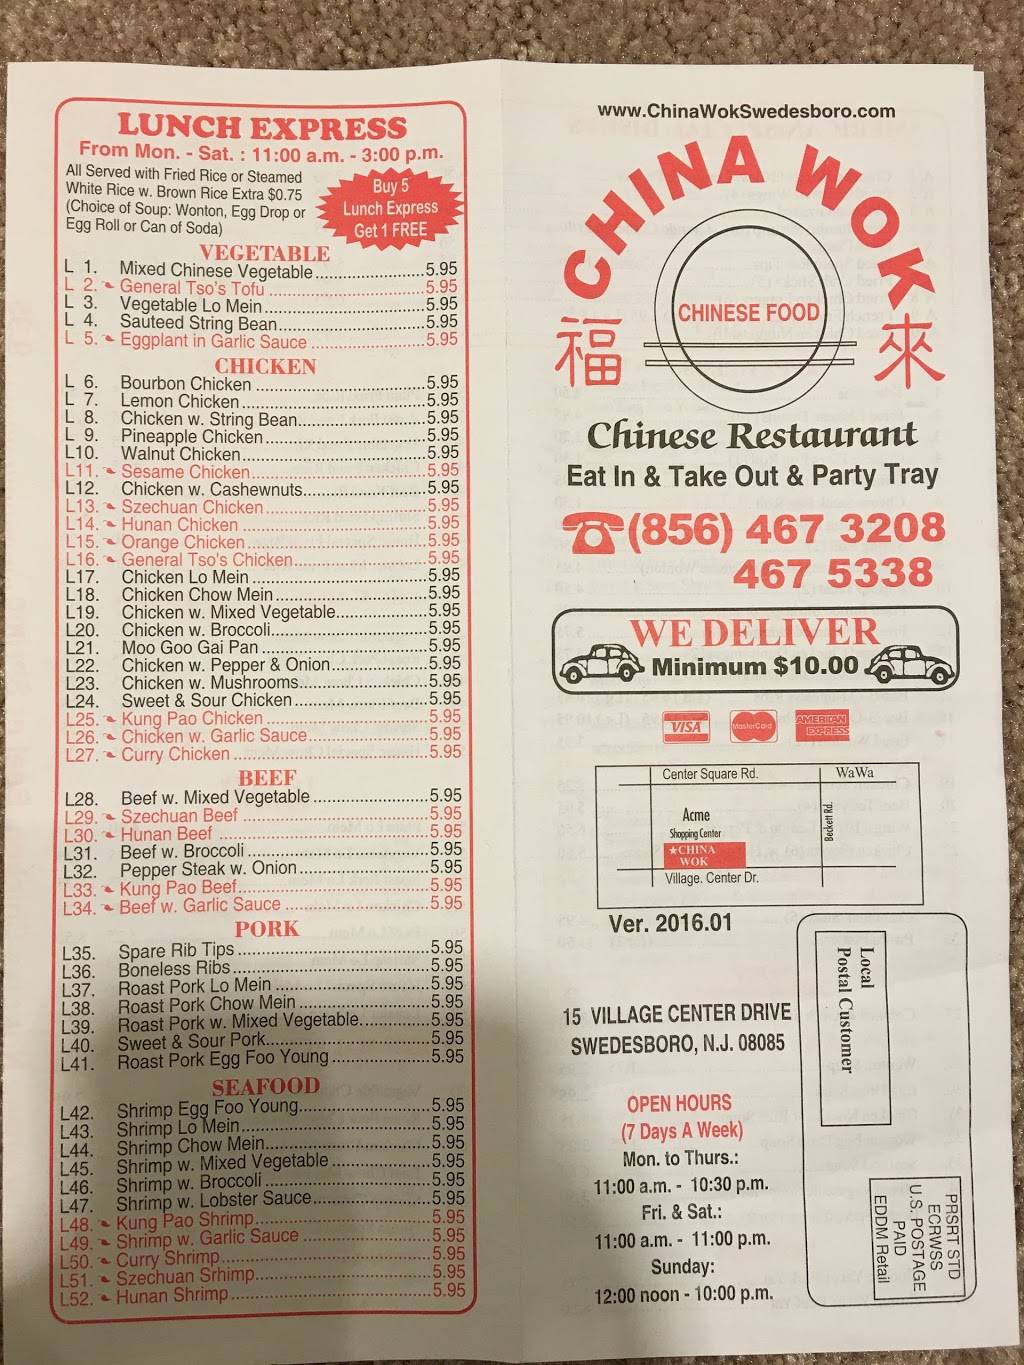 LUNCH EXPRESS
From Mon. - Sat. : 11:00 a.m. - 3:00 p.m.
All Served with Fried Rice or Steamed
White Rice w. Brown Rice Extra $0.75
(Choice of Soup: Wonton, Egg Drop or
Egg Roll or Can of Soda)
Buy 5
Lunch Express
Get 1 FREE
VEGETABLE
L 1. Mixed Chinese Vegetable 5.95
L 2. General Tso's Tofu 5.95
L 3. Vegetable Lo Mein 5.95
L 4. Sauteed String Bean 5.95
L 5. Eggplant in Garlic Sauce 5.95
CHICKEN
L 6. Bourbon Chicken 5.95
L 7. Lemon Chicken 5.95
L 8. Chicken w. String Bean 5.95
L 9. Pineapple Chicken 5.95
L10. Walnut Chicken 5.95
L11. Sesame Chicken 5.95
L12. Chicken w. Cashewnuts 5.95
L13. Szechuan Chicken 5.95
L14. Hunan Chicken 5.95
L15. Orange Chicken 5.95
L16. General Tso's Chicken 5.95
L17. Chicken Lo Mein 5.95
L18. Chicken Chow Mein 5.95
L19. Chicken w. Mixed Vegetable 5.95
L20. Chicken w. Broccoli 5.95
L21. Moo Goo Gai Pan 5.95
L22. Chicken w. Pepper & Onion 5.95
L23. Chicken w. Mushrooms 5.95
L24. Sweet & Sour Chicken 5.95
L25. Kung Pao Chicken 5.95
L26. Chicken w. Garlic Sauce 5.95
L27. Curry Chicken 5.95
BEEF
L28. Beef w. Mixed Vegetable 5.95
L29. Szechuan Beef 5.95
L30. Hunan Beef 5.95
L31. Beef w. Broccoli 5.95
L32. Pepper Steak w. Onion 5.95
L33. Kung Pao Beef 5.95
L34. Beef w. Garlic Sauce 5.95
PORK
L35. Spare Rib Tips 5.95
L36. Boneless Ribs 5.95
L37. Roast Pork Lo Mein 5.95
L38. Roast Pork Chow Mein 5.95
L39. Roast Pork w. Mixed Vegetable 5.95
L40. Sweet & Sour Pork 5.95
L41. Roast Pork Egg Foo Young 5.95
SEAFOOD
L42. Shrimp Egg Foo Young 5.95
L43. Shrimp Lo Mein 5.95
L44. Shrimp Chow Mein 5.95
L45. Shrimp w. Mixed Vegetable 5.95
L46. Shrimp w. Broccoli 5.95
L47. Shrimp w. Lobster Sauce 5.95
L48. Kung Pao Shrimp 5.95
L49. Shrimp w. Garlic Sauce 5.95
L50. Curry Shrimp 5.95
L51. Szechuan Srhimp 5.95
L52. Hunan Shrimp 5.95
www.ChinaWokSwedesboro.com
CHINA WOK
CHINESE FOOD
福 來
Chinese Restaurant
Eat In & Take Out & Party Tray
(856) 467 3208
467 5338
WE DELIVER
Minimum $10.00
VISA MasterCard AMERICAN EXPRESS
Center Square Rd. WaWa
Acme
Shopping Center
Beckett Rd.
★CHINA
WOK
Village. Center Dr.
Ver. 2016.01
15 VILLAGE CENTER DRIVE
SWEDESBORO, N.J. 08085
OPEN HOURS
(7 Days A Week)
Mon. to Thurs.:
11:00 a.m. - 10:30 p.m.
Fri. & Sat.:
11:00 a.m. - 11:00 p.m.
Sunday:
12:00 noon - 10:00 p.m.
Local
Postal Customer
PRSRT STD
ECRWSS
U.S. POSTAGE
PAID
EDDM Retail